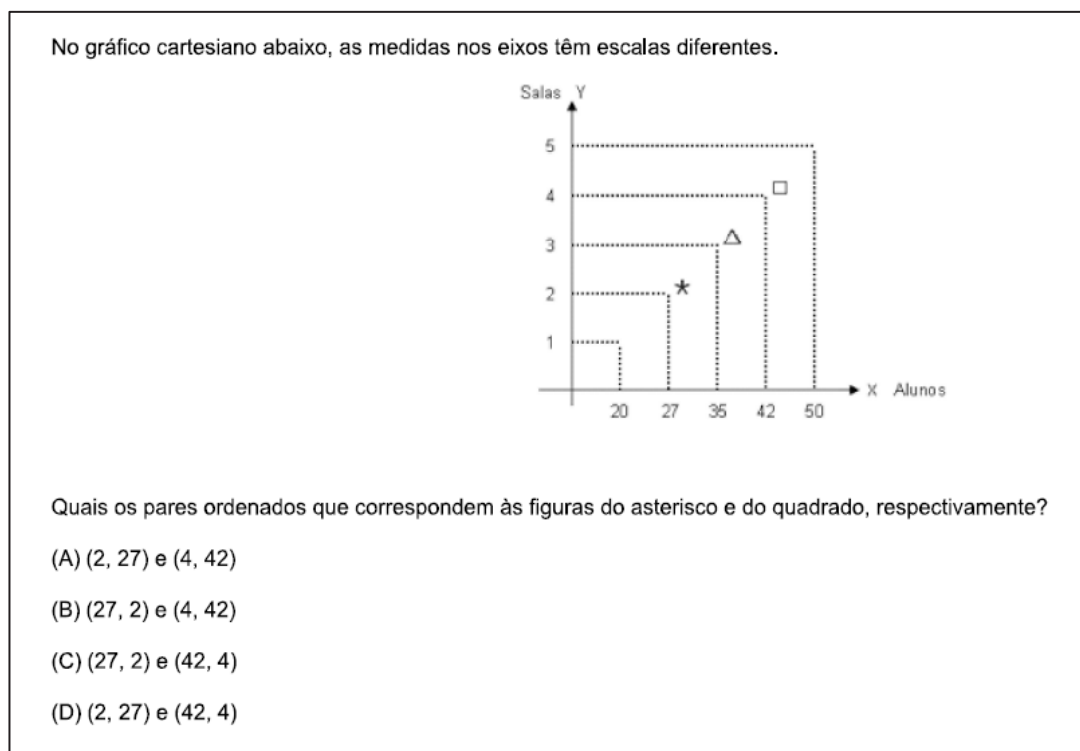 No gráfico cartesiano abaixo, as medidas nos eixos têm escalas diferentes.
Salas Y
5
4
3
2
1
X Alunos
20 27 35 42 50
Quais os pares ordenados que correspondem às figuras do asterisco e do quadrado, respectivamente?
(A) (2, 27) e (4, 42)
(B) (27, 2) e (4, 42)
(C) (27, 2) e (42, 4)
(D) (2, 27) e (42, 4)